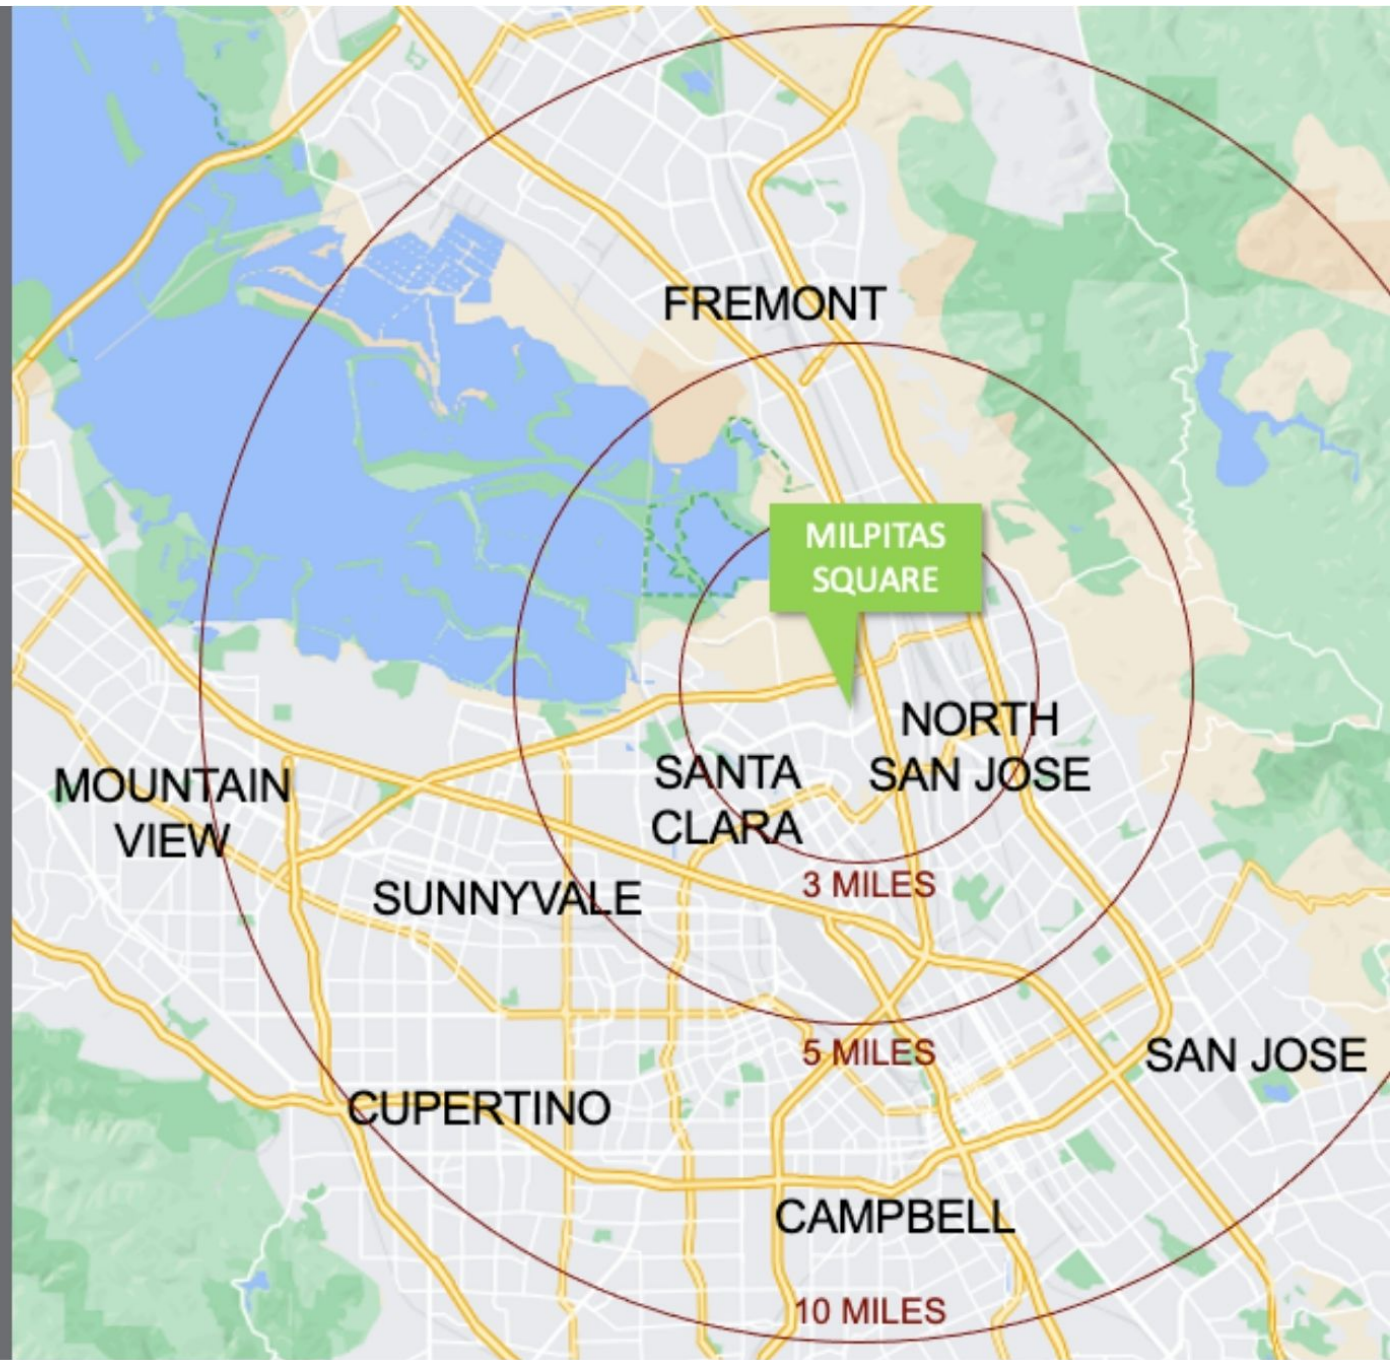 FREMONT
MILPITAS
SQUARE
NORTH
SAN JOSE
SANTA
CLARA
MOUNTAIN
VIEW
3 MILES
SUNNYVALE
5 MILES
SAN JOSE
CUPERTINO
CAMPBELL
10 MILES